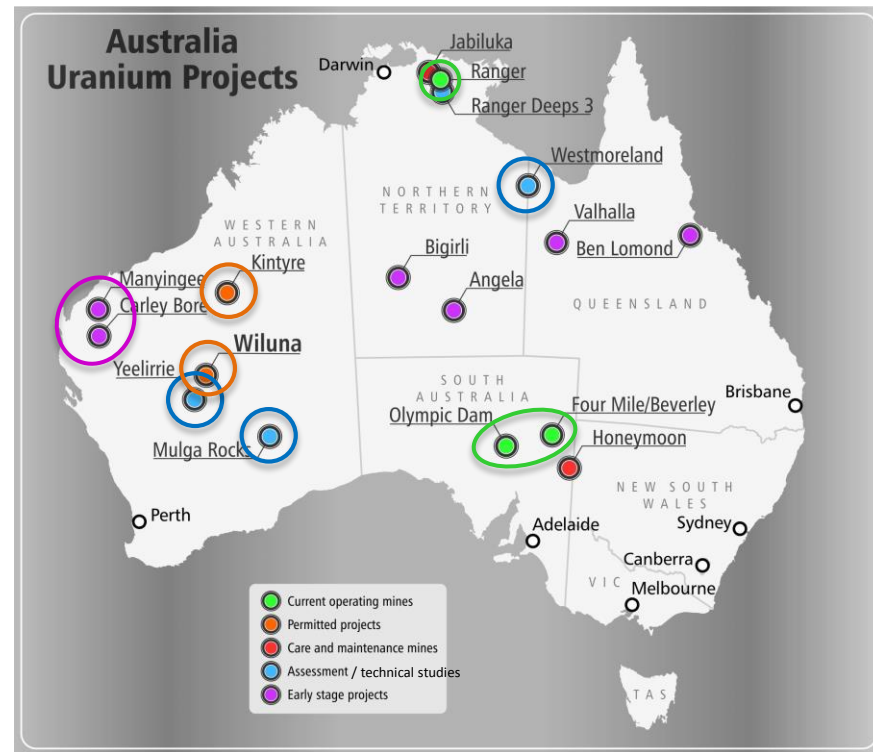 Australia
Uranium Projects
Darwin
Jabiluka
Ranger
Ranger Deeps 3
Westmoreland
NORTHERN
TERRITORY
WESTERN
AUSTRALIA
Valhalla
Ben Lomond
Bigirli
Kintyre
Manyingee
Carley Bore
Angela
QUEENSLAND
Wiluna
Yeelirrie
SOUTH
AUSTRALIA
Olympic Dam
Four Mile/Beverley
Brisbane
Honeymoon
Mulga Rocks
NEW SOUTH
WALES
Perth
Adelaide
Sydney
Canberra
VIC
Melbourne
Current operating mines
Permitted projects
Care and maintenance mines
Assessment / technical studies
Early stage projects
TAS